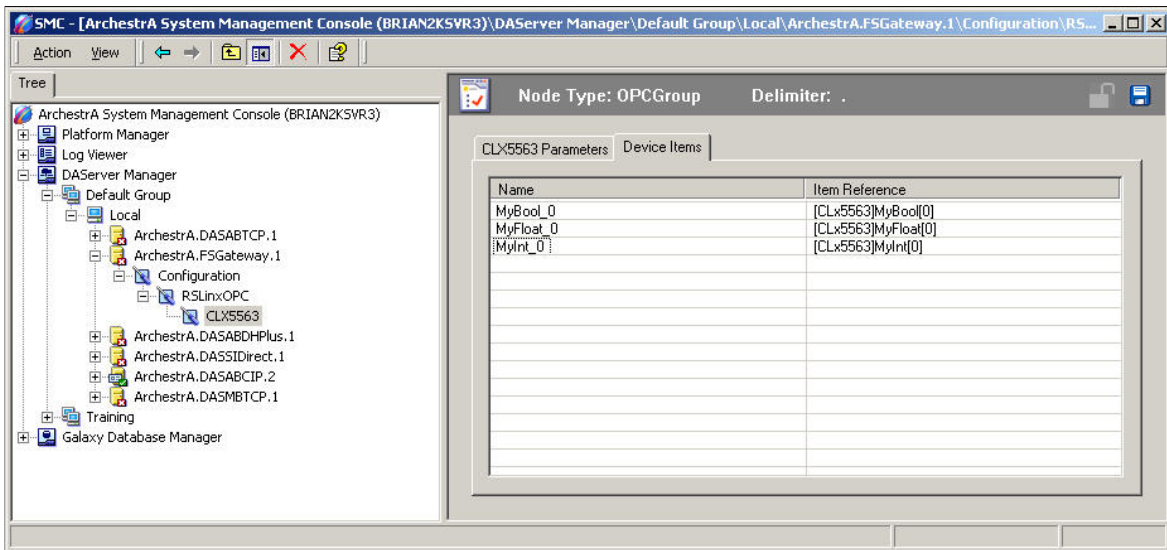 SMC - [ArchestrA System Management Console (BRIAN2KSVR3)\DAServer Manager\Default Group\Local\ArchestrA.FSGateway.1\Configuration\RS...
Action View
Tree
ArchestrA System Management Console (BRIAN2KSVR3)
Platform Manager
Log Viewer
DAServer Manager
Default Group
Local
ArchestrA.DASABTCP.1
ArchestrA.FSGateway.1
Configuration
RSLinxOPC
CLX5563
ArchestrA.DASABDHPlus.1
ArchestrA.DASSIDirect.1
ArchestrA.DASABCIP.2
ArchestrA.DASMBTCP.1
Training
Galaxy Database Manager
Node Type: OPCGroup Delimiter: .
CLX5563 Parameters Device Items
Name Item Reference
MyBool_0 [CLx5563]MyBool[0]
MyFloat_0 [CLx5563]MyFloat[0]
MyInt_0 [CLx5563]MyInt[0]